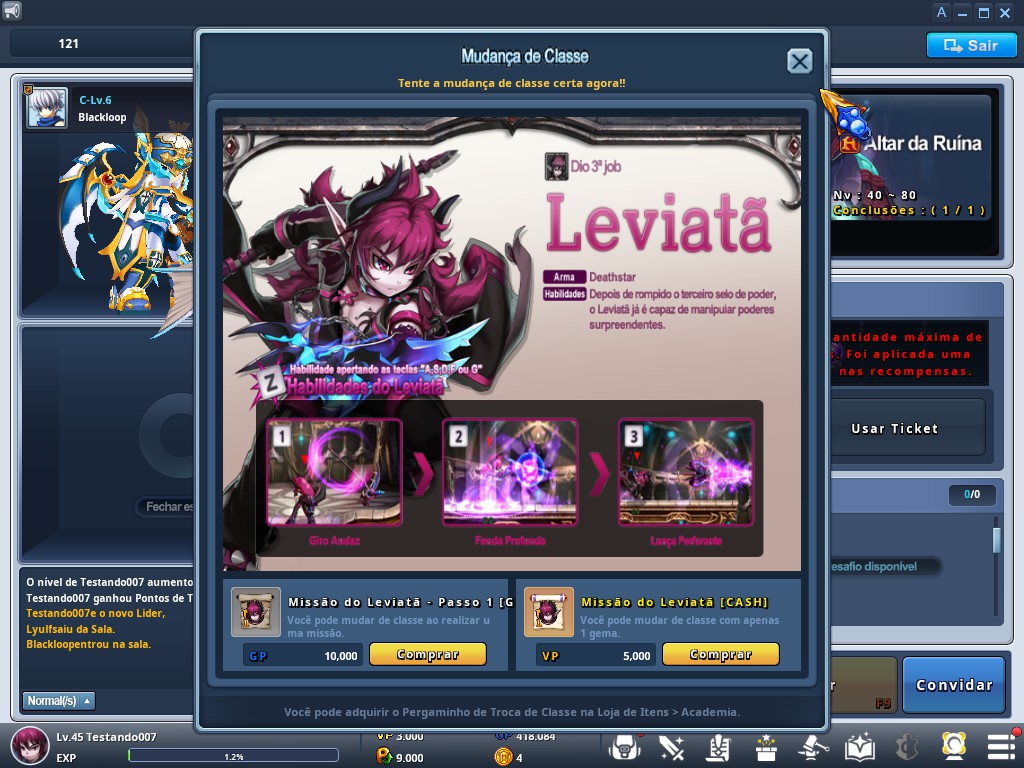 A
121
Sair
Mudança de Classe
Tente a mudança de classe certa agora!!
C-Lv.6
Blackloop
Dio 3ª job
Leviatã
Arma Deathstar
Habilidades Depois de rompido o terceiro selo de poder,
o Leviatã já é capaz de manipular poderes
surpreendentes.
Altar da Ruína
Nv : 40 ~ 80
Conclusões : ( 1 / 1 )
antidade máxima de
. Foi aplicada uma
nas recompensas.
Usar Ticket
0/0
esafio disponível
Habilidade apertando as teclas "A,S,D,F ou G"
Z Habilidades do Leviatã
1
2
3
Giro Audaz
Fenda Profunda
Lança Perfurante
Fechar es
O nível de Testando007 aumento
Testando007 ganhou Pontos de T
Testando007e o novo Lider,
Lyulfsaiu da Sala.
Blackloopentrou na sala.
Normal(/s)
Missão do Leviatã - Passo 1 [G
Você pode mudar de classe ao realizar u
ma missão.
GP 10,000 Comprar
Missão do Leviatã [CASH]
Você pode mudar de classe com apenas
1 gema.
VP 5,000 Comprar
Você pode adquirir o Pergaminho de Troca de Classe na Loja de Itens > Academia.
r
F5
Convidar
Lv.45 Testando007
EXP 1.2%
VP 3.000
GP 418.084
9.000
4